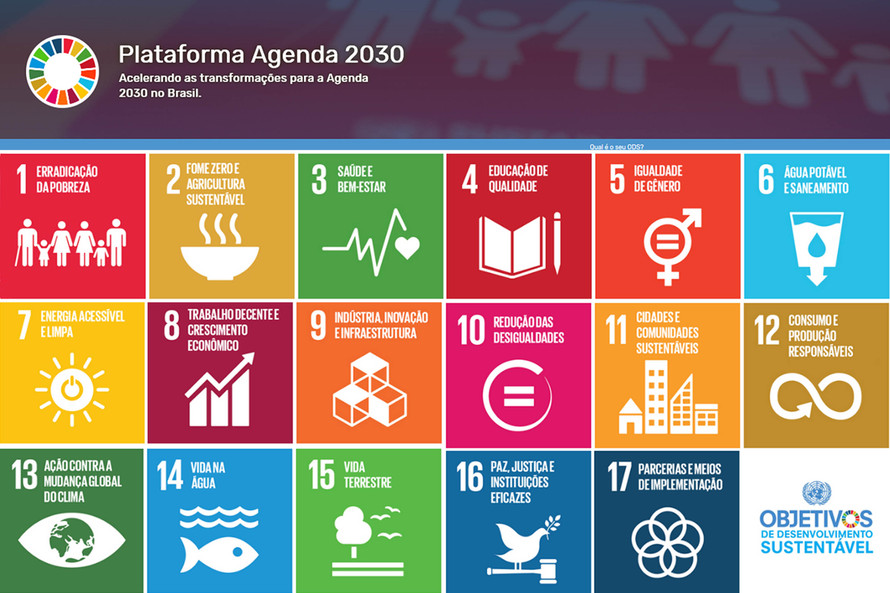 Plataforma Agenda 2030
Acelerando as transformações para a Agenda
2030 no Brasil.
Qual é o seu ODS?
1 ERRADICAÇÃO
DA POBREZA
2 FOME ZERO E
AGRICULTURA
SUSTENTÁVEL
3 SAÚDE E
BEM-ESTAR
4 EDUCAÇÃO DE
QUALIDADE
5 IGUALDADE
DE GÊNERO
6 ÁGUA POTÁVEL
E SANEAMENTO
7 ENERGIA ACESSÍVEL
E LIMPA
8 TRABALHO DECENTE E
CRESCIMENTO
ECONÔMICO
9 INDÚSTRIA, INOVAÇÃO
E INFRAESTRUTURA
10 REDUÇÃO DAS
DESIGUALDADES
11 CIDADES E
COMUNIDADES
SUSTENTÁVEIS
12 CONSUMO E
PRODUÇÃO
RESPONSÁVEIS
13 AÇÃO CONTRA A
MUDANÇA GLOBAL
DO CLIMA
14 VIDA NA
ÁGUA
15 VIDA
TERRESTRE
16 PAZ, JUSTIÇA E
INSTITUIÇÕES
EFICAZES
17 PARCERIAS E MEIOS
DE IMPLEMENTAÇÃO
OBJETIVOS
DE DESENVOLVIMENTO
SUSTENTÁVEL